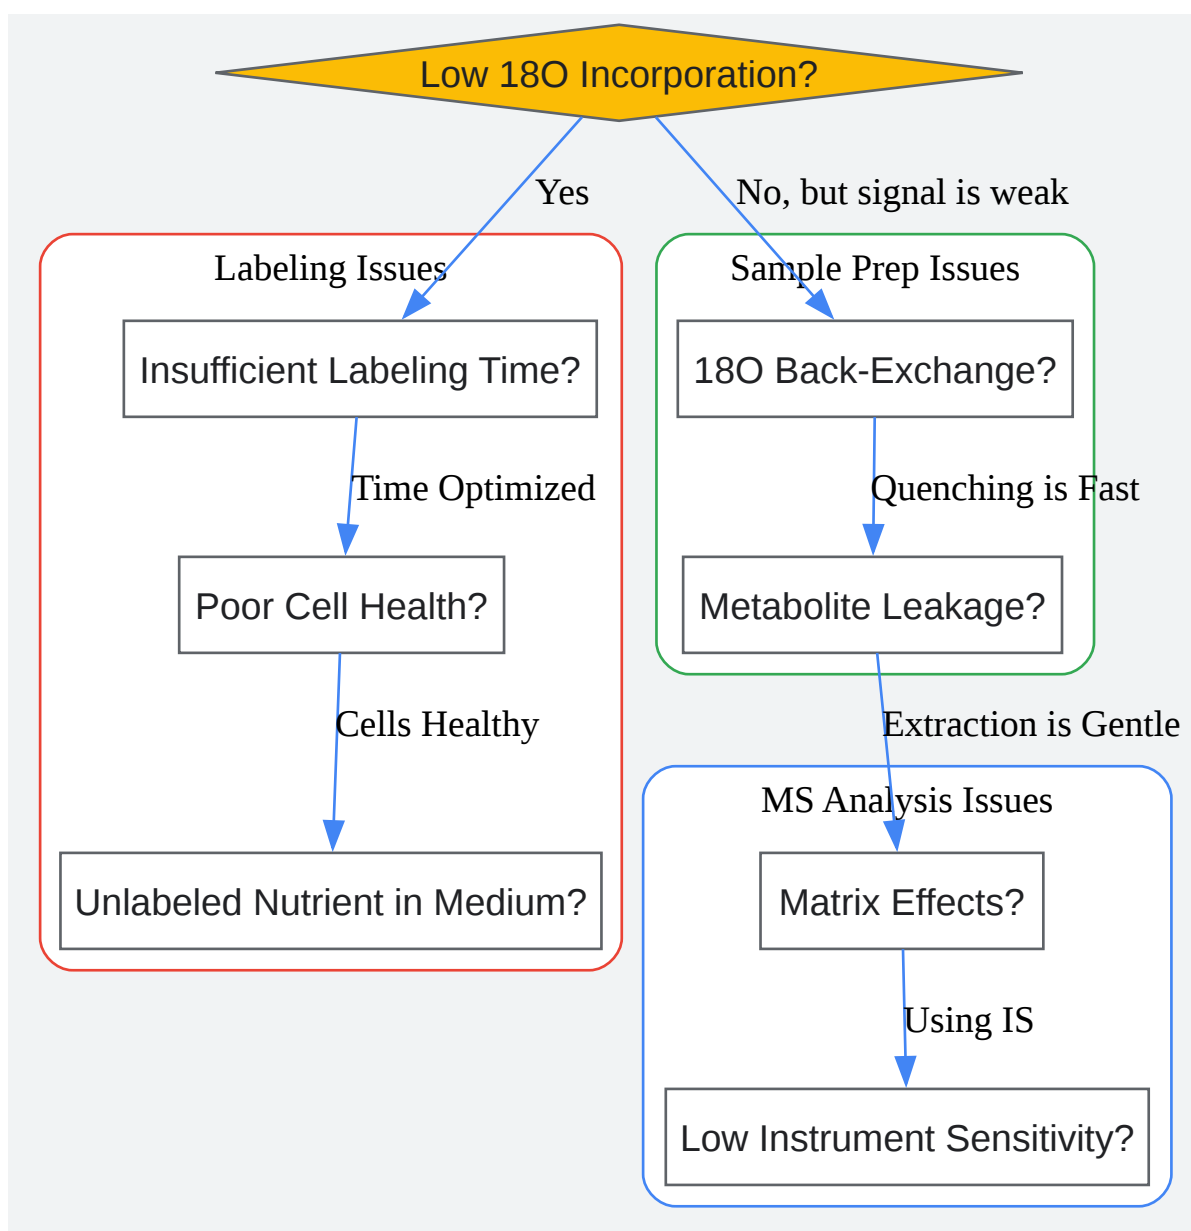 Low 18O Incorporation?
Yes
No, but signal is weak
Labeling Issues
Insufficient Labeling Time?
Time Optimized
Poor Cell Health?
Cells Healthy
Unlabeled Nutrient in Medium?
Sample Prep Issues
18O Back-Exchange?
Quenching is Fast
Metabolite Leakage?
Extraction is Gentle
MS Analysis Issues
Matrix Effects?
Using IS
Low Instrument Sensitivity?